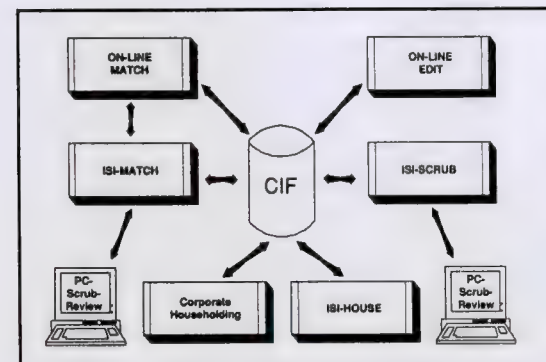 ON-LINE
MATCH
ON-LINE
EDIT
ISI-MATCH
CIF
ISI-SCRUB
PC-
Scrub-
Review
Corporate
Householding
ISI-HOUSE
PC-
Scrub-
Review